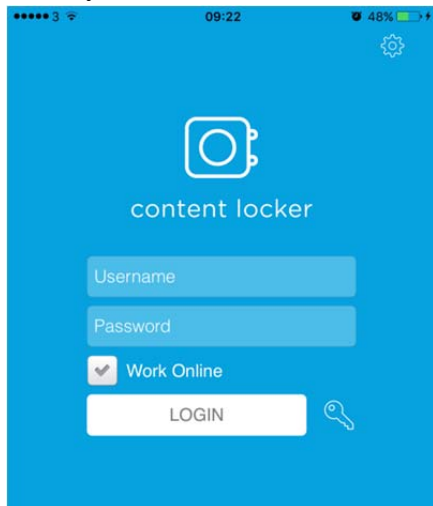 3 09:22 48%
content locker
Username
Password
Work Online
LOGIN